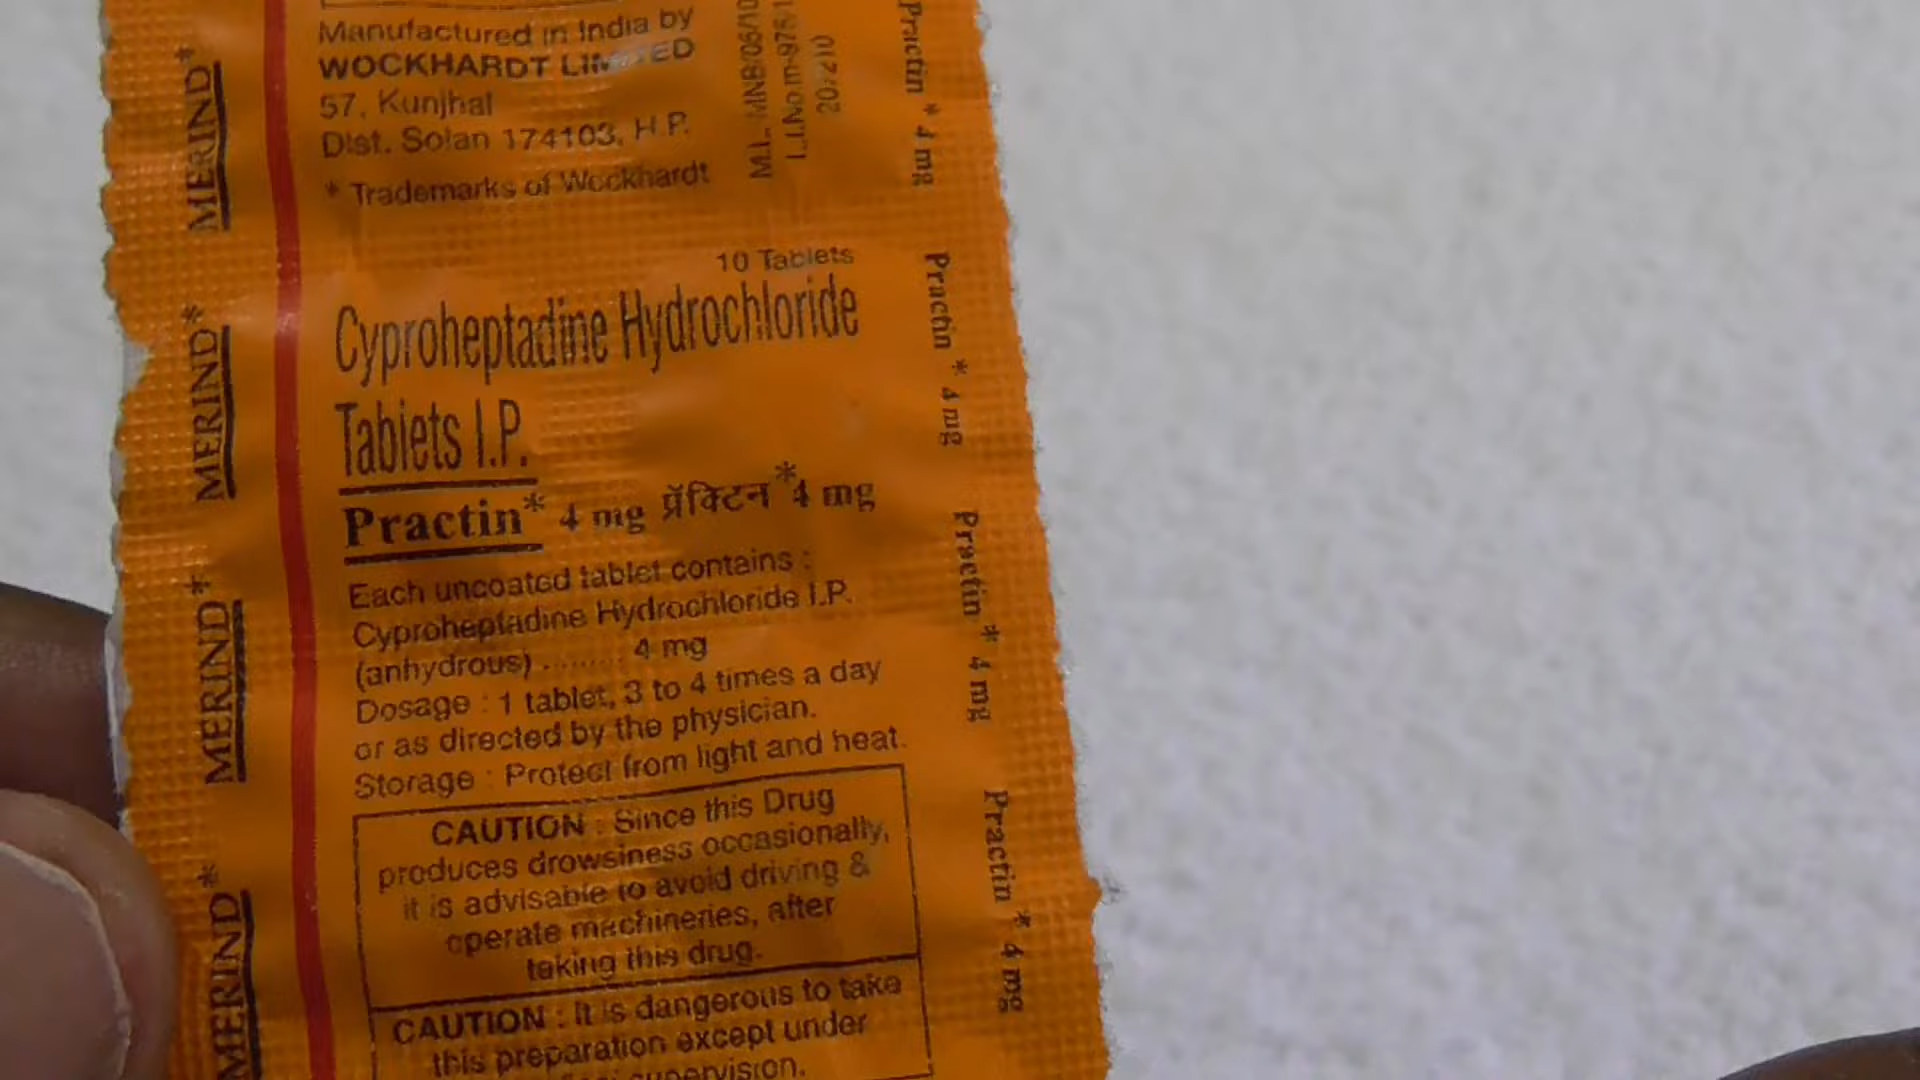 Manufactured in India by
WOCKHARDT LIMITED
57, Kunjhal
Dist. Solan 174103, H.P.
* Trademarks of Wockhardt
10 Tablets
Cyproheptadine Hydrochloride
Tablets I.P.
Practin* 4 mg प्रॅक्टिन *4 mg
Each uncoated tablet contains :
Cyproheptadine Hydrochloride I.P.
(anhydrous) ........ 4 mg
Dosage : 1 tablet, 3 to 4 times a day
or as directed by the physician.
Storage : Protect from light and heat.
CAUTION : Since this Drug
produces drowsiness occasionally,
it is advisable to avoid driving &
operate machineries, after
taking this drug.
CAUTION : It is dangerous to take
this preparation except under
supervision.
MERIND*
MERIND*
MERIND*
MERIND*
Practin * 4 mg
Practin * 4 mg
Practin * 4 mg
Practin * 4 mg